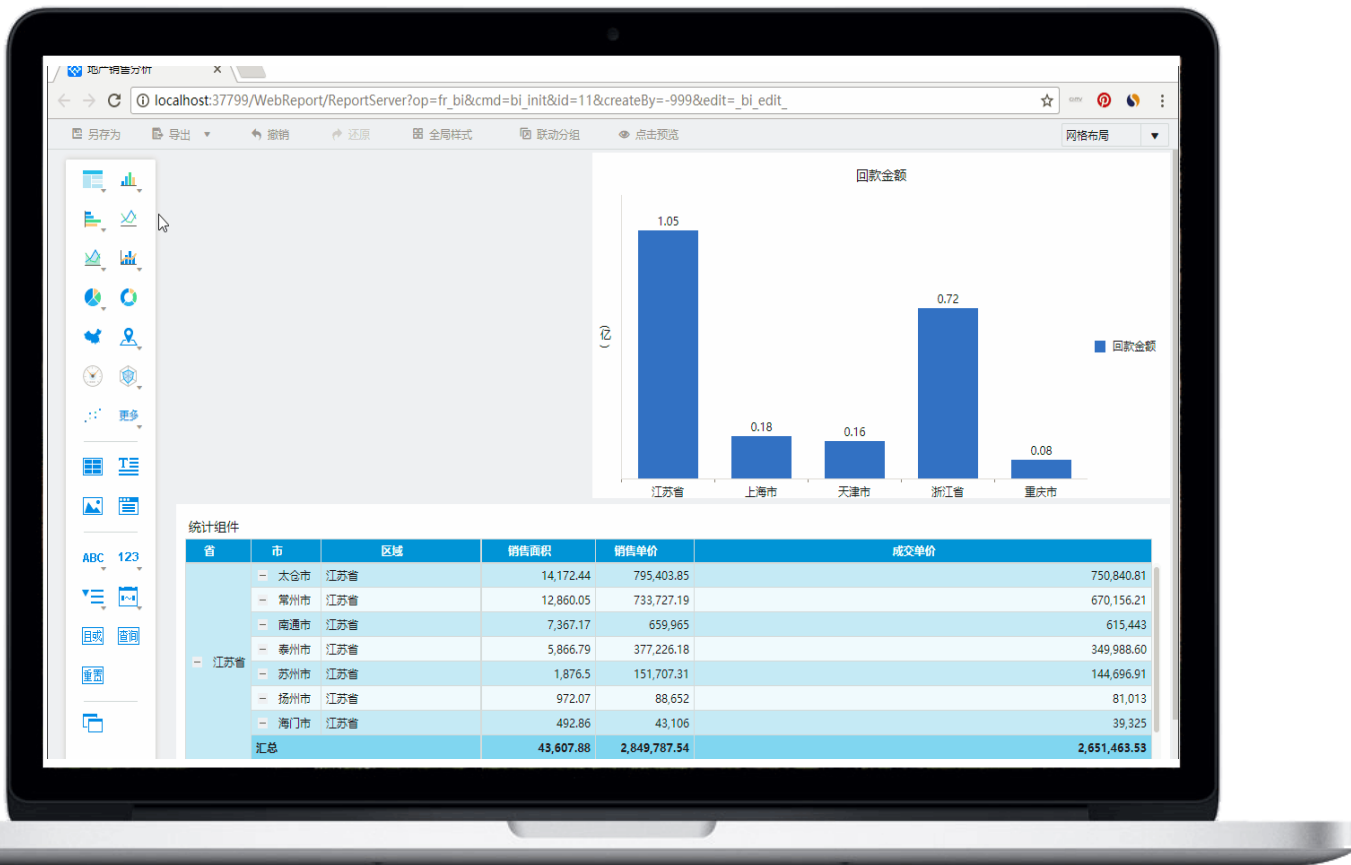 地产销售分析
localhost:37799/WebReport/ReportServer?op=fr_bi&cmd=bi_init&id=11&createBy=-999&edit=_bi_edit_
另存为 导出 撤销 还原 全局样式 联动分组 点击预览 网格布局
更多
ABC 123
查询
重置
回款金额
(亿)
1.05
0.18
0.16
0.72
0.08
江苏省 上海市 天津市 浙江省 重庆市
回款金额
统计组件
省 市 区域 销售面积 销售单价 成交单价
江苏省
太仓市 江苏省 14,172.44 795,403.85 750,840.81
常州市 江苏省 12,860.05 733,727.19 670,156.21
南通市 江苏省 7,367.17 659,965 615,443
泰州市 江苏省 5,866.79 377,226.18 349,988.60
苏州市 江苏省 1,876.5 151,707.31 144,696.91
扬州市 江苏省 972.07 88,652 81,013
海门市 江苏省 492.86 43,106 39,325
汇总 43,607.88 2,849,787.54 2,651,463.53